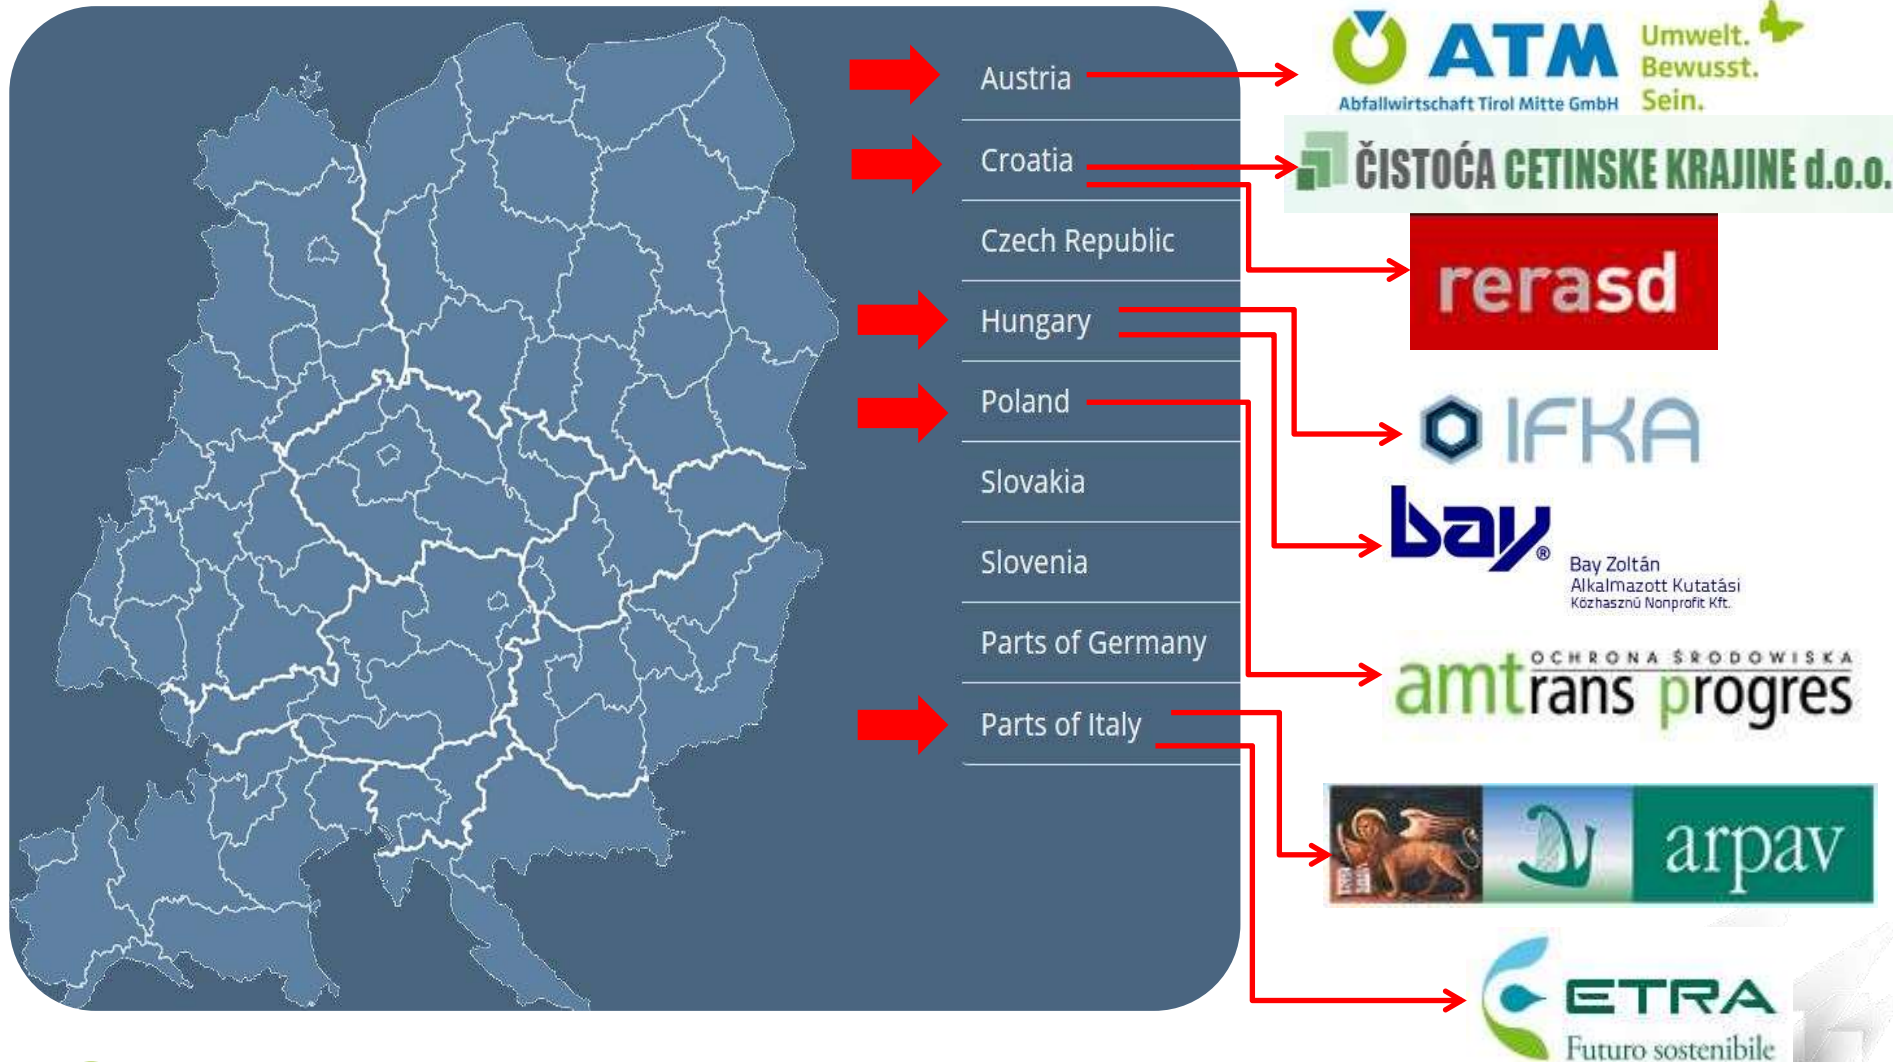 Austria
Croatia
Czech Republic
Hungary
Poland
Slovakia
Slovenia
Parts of Germany
Parts of Italy
ATM
Abfallwirtschaft Tirol Mitte GmbH
Umwelt.
Bewusst.
Sein.
ČISTOĆA CETINSKE KRAJINE d.o.o.
rerasd
IFKA
bay®
Bay Zoltán
Alkalmazott Kutatási
Közhasznú Nonprofit Kft.
OCHRONA ŚRODOWISKA
amtrans progres
arpav
ETRA
Futuro sostenibile